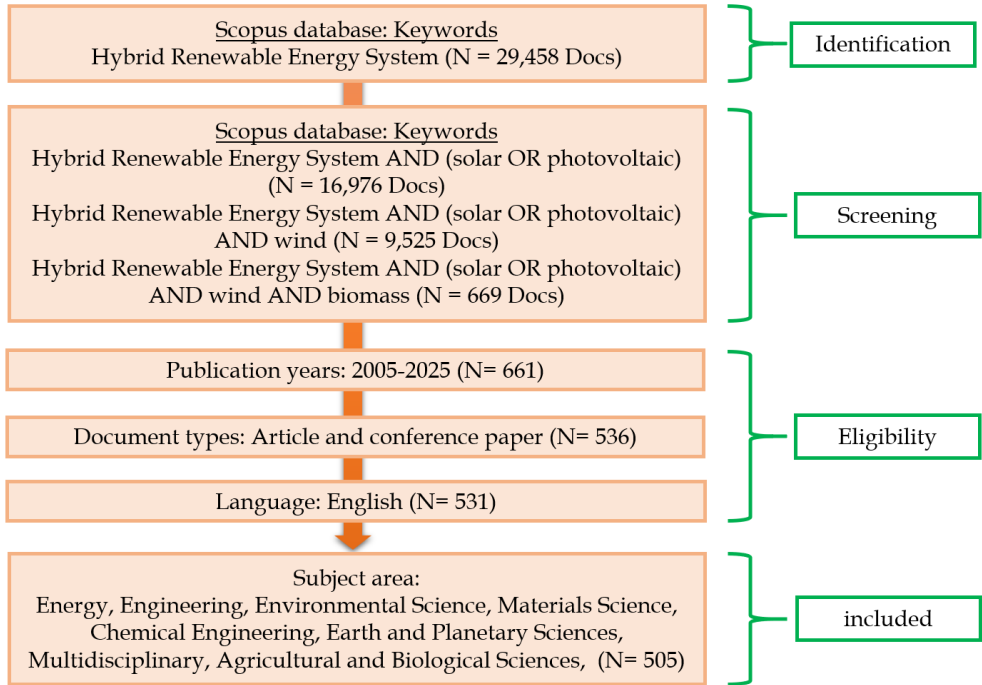 Scopus database: Keywords
Hybrid Renewable Energy System (N = 29,458 Docs)
Identification
Scopus database: Keywords
Hybrid Renewable Energy System AND (solar OR photovoltaic)
(N = 16,976 Docs)
Hybrid Renewable Energy System AND (solar OR photovoltaic)
AND wind (N = 9,525 Docs)
Hybrid Renewable Energy System AND (solar OR photovoltaic)
AND wind AND biomass (N = 669 Docs)
Screening
Publication years: 2005-2025 (N= 661)
Document types: Article and conference paper (N= 536)
Language: English (N= 531)
Eligibility
Subject area:
Energy, Engineering, Environmental Science, Materials Science,
Chemical Engineering, Earth and Planetary Sciences,
Multidisciplinary, Agricultural and Biological Sciences, (N= 505)
included